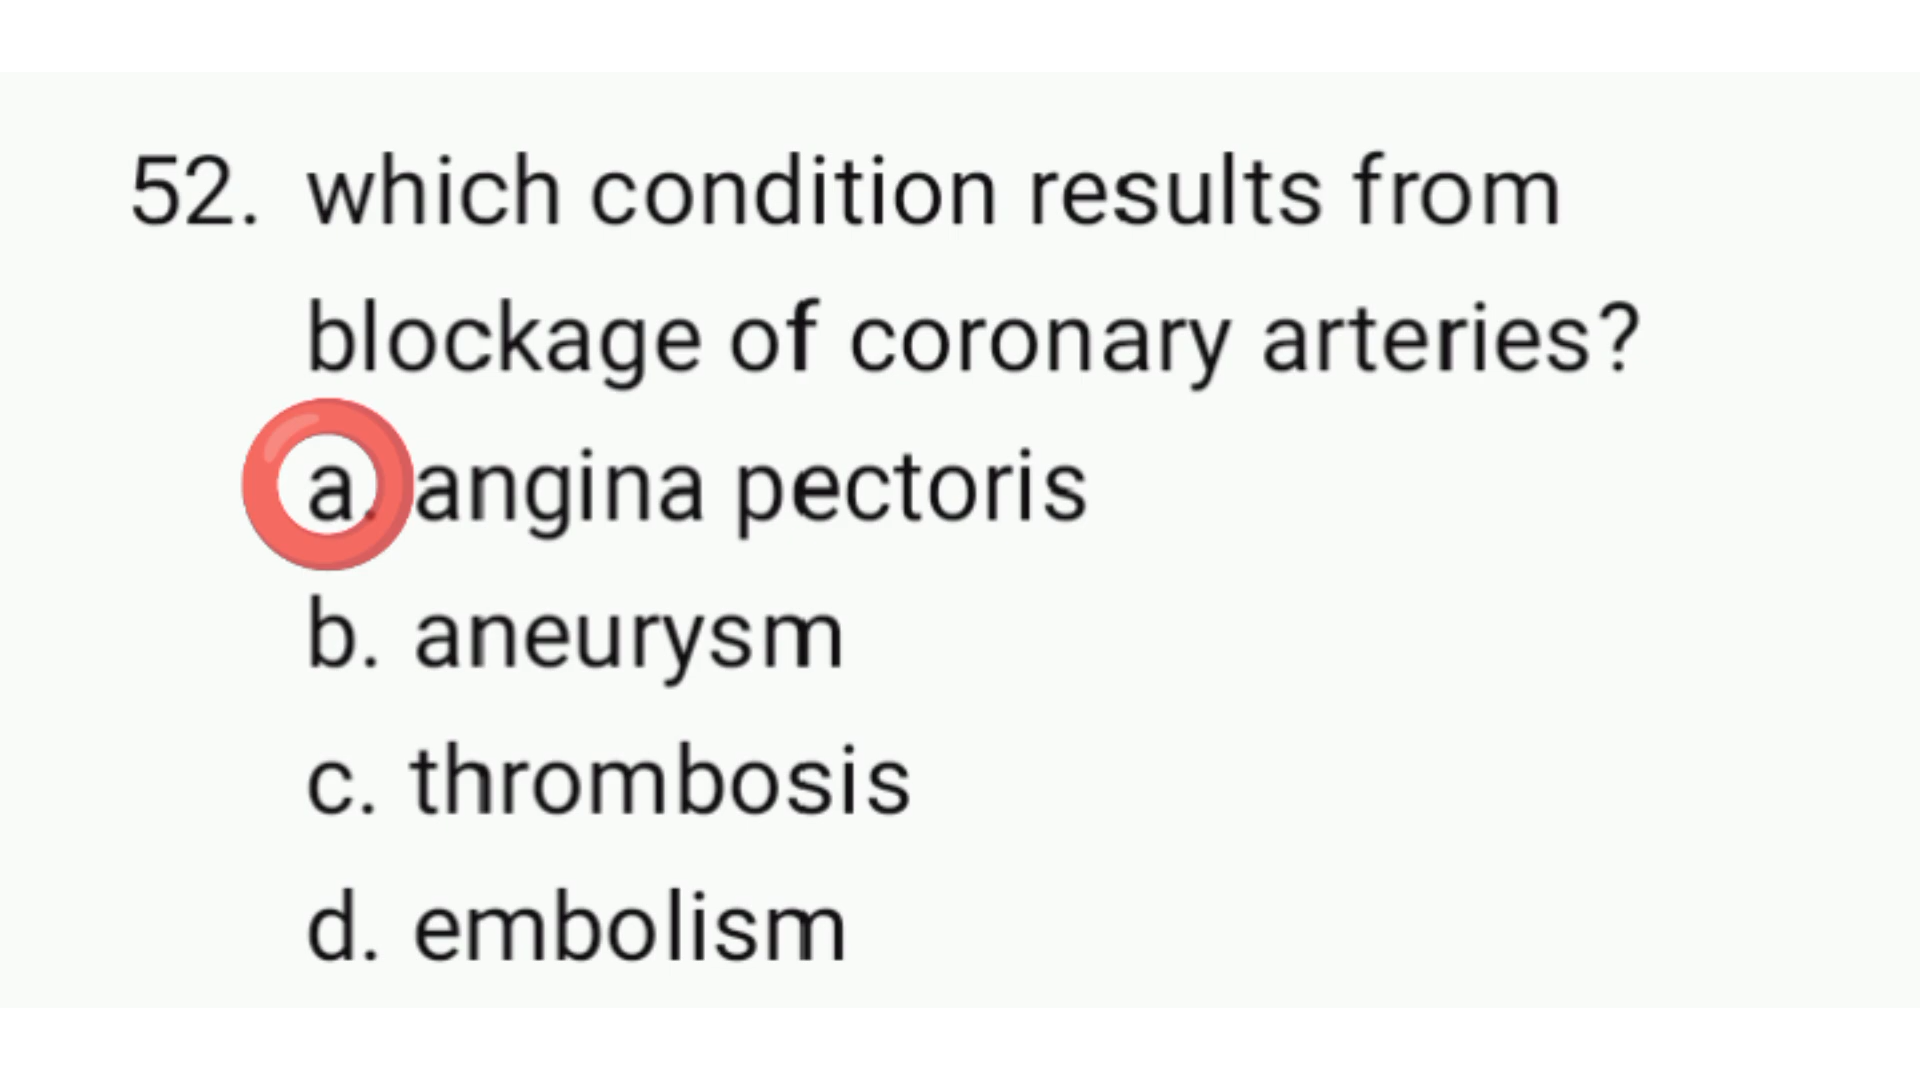 52. which condition results from
blockage of coronary arteries?
a. angina pectoris
b. aneurysm
c. thrombosis
d. embolism